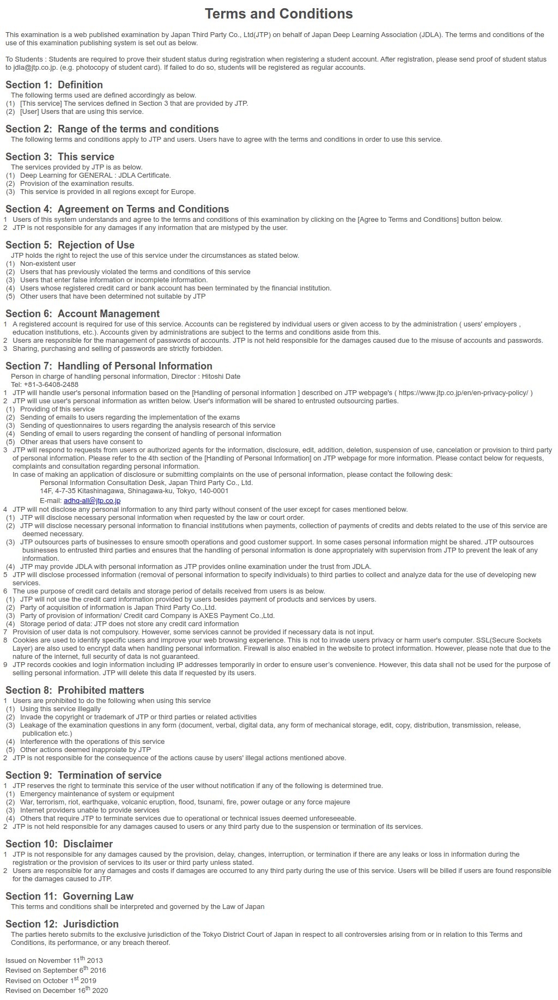 Terms and Conditions
This examination is a web published examination by Japan Third Party Co., Ltd(JTP) on behalf of Japan Deep Learning Association (JDLA). The terms and conditions of the
use of this examination publishing system is set out as below.
To Students : Students are required to prove their student status during registration when registering a student account. After registration, please send proof of student status
to jdla@jtp.co.jp. (e.g. photocopy of student card). If failed to do so, students will be registered as regular accounts.
Section 1: Definition
The following terms used are defined accordingly as below.
(1) [This service] The services defined in Section 3 that are provided by JTP.
(2) [User] Users that are using this service.
Section 2: Range of the terms and conditions
The following terms and conditions apply to JTP and users. Users have to agree with the terms and conditions in order to use this service.
Section 3: This service
The services provided by JTP is as below.
(1) Deep Learning for GENERAL : JDLA Certificate.
(2) Provision of the examination results.
(3) This service is provided in all regions except for Europe.
Section 4: Agreement on Terms and Conditions
1 Users of this system understands and agree to the terms and conditions of this examination by clicking on the [Agree to Terms and Conditions] button below.
2 JTP is not responsible for any damages if any information that are mistyped by the user.
Section 5: Rejection of Use
JTP holds the right to reject the use of this service under the circumstances as stated below.
(1) Non-existent user
(2) Users that has previously violated the terms and conditions of this service
(3) Users that enter false information or incomplete information.
(4) Users whose registered credit card or bank account has been terminated by the financial institution.
(5) Other users that have been determined not suitable by JTP
Section 6: Account Management
1 A registered account is required for use of this service. Accounts can be registered by individual users or given access to by the administration ( users' employers ,
education institutions, etc.). Accounts given by administrations are subject to the terms and conditions aside from this.
2 Users are responsible for the management of passwords of accounts. JTP is not held responsible for the damages caused due to the misuse of accounts and passwords.
3 Sharing, purchasing and selling of passwords are strictly forbidden.
Section 7: Handling of Personal Information
Person in charge of handling personal information, Director : Hitoshi Date
Tel: +81-3-6408-2488
1 JTP will handle user's personal information based on the [Handling of personal information ] described on JTP webpage's ( https://www.jtp.co.jp/en/en-privacy-policy/ )
2 JTP will use user's personal information as written below. User's information will be shared to entrusted outsourcing parties.
(1) Providing of this service
(2) Sending of emails to users regarding the implementation of the exams
(3) Sending of questionnaires to users regarding the analysis research of this service
(4) Sending of email to users regarding the consent of handling of personal information
(5) Other areas that users have consent to
3 JTP will respond to requests from users or authorized agents for the information, disclosure, edit, addition, deletion, suspension of use, cancelation or provision to third party
of personal information. Please refer to the 4th section of the [Handling of Personal Information] on JTP webpage for more information. Please contact below for requests,
complaints and consultation regarding personal information.
In case of making an application of disclosure or submitting complaints on the use of personal information, please contact the following desk:
Personal Information Consultation Desk, Japan Third Party Co., Ltd.
14F, 4-7-35 Kitashinagawa, Shinagawa-ku, Tokyo, 140-0001
E-mail: adhq-all@jtp.co.jp
4 JTP will not disclose any personal information to any third party without consent of the user except for cases mentioned below.
(1) JTP will disclose necessary personal information when requested by the law or court order.
(2) JTP will disclose necessary personal information to financial institutions when payments, collection of payments of credits and debts related to the use of this service are
deemed necessary.
(3) JTP outsources parts of businesses to ensure smooth operations and good customer support. In some cases personal information might be shared. JTP outsources
businesses to entrusted third parties and ensures that the handling of personal information is done appropriately with supervision from JTP to prevent the leak of any
information.
(4) JTP may provide JDLA with personal information as JTP provides online examination under the trust from JDLA.
5 JTP will disclose processed information (removal of personal information to specify individuals) to third parties to collect and analyze data for the use of developing new
services.
6 The use purpose of credit card details and storage period of details received from users is as below.
(1) JTP will not use the credit card information provided by users besides payment of products and services by users.
(2) Party of acquisition of information is Japan Third Party Co.,Ltd.
(3) Party of provision of information/ Credit card Company is AXES Payment Co.,Ltd.
(4) Storage period of data: JTP does not store any credit card information
7 Provision of user data is not compulsory. However, some services cannot be provided if necessary data is not input.
8 Cookies are used to identify specific users and improve your web browsing experience. This is not to invade users privacy or harm user's computer. SSL(Secure Sockets
Layer) are also used to encrypt data when handling personal information. Firewall is also enabled in the website to protect information. However, please note that due to the
nature of the internet, full security of data is not guaranteed.
9 JTP records cookies and login information including IP addresses temporarily in order to ensure user’s convenience. However, this data shall not be used for the purpose of
selling personal information. JTP will delete this data If requested by its users.
Section 8: Prohibited matters
1 Users are prohibited to do the following when using this service
(1) Using this service illegally
(2) Invade the copyright or trademark of JTP or third parties or related activities
(3) Leakage of the examination questions in any form (document, verbal, digital data, any form of mechanical storage, edit, copy, distribution, transmission, release,
publication etc.)
(4) Interference with the operations of this service
(5) Other actions deemed inapproiate by JTP
2 JTP is not responsible for the consequence of the actions cause by users' illegal actions mentioned above.
Section 9: Termination of service
1 JTP reserves the right to terminate this service of the user without notification if any of the following is determined true.
(1) Emergency maintenance of system or equipment
(2) War, terrorism, riot, earthquake, volcanic eruption, flood, tsunami, fire, power outage or any force majeure
(3) Internet providers unable to provide services
(4) Others that require JTP to terminate services due to operational or technical issues deemed unforeseeable.
2 JTP is not held responsible for any damages caused to users or any third party due to the suspension or termination of its services.
Section 10: Disclaimer
1 JTP is not responsible for any damages caused by the provision, delay, changes, interruption, or termination if there are any leaks or loss in information during the
registration or the provision of services to its user or third party unless stated.
2 Users are responsible for any damages and costs if damages are occurred to any third party during the use of this service. Users will be billed if users are found responsible
for the damages caused to JTP.
Section 11: Governing Law
This terms and conditions shall be interpreted and governed by the Law of Japan
Section 12: Jurisdiction
The parties hereto submits to the exclusive jurisdiction of the Tokyo District Court of Japan in respect to all controversies arising from or in relation to this Terms and
Conditions, its performance, or any breach thereof.
Issued on November 11th 2013
Revised on September 6th 2016
Revised on October 1st 2019
Revised on December 16th 2020